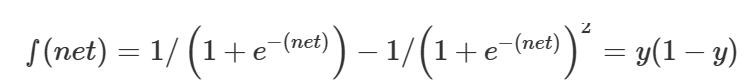 ∫(net) = 1/(1 + e^{-(net)}) − 1/(1 + e^{-(net)})^2 = y(1 − y)